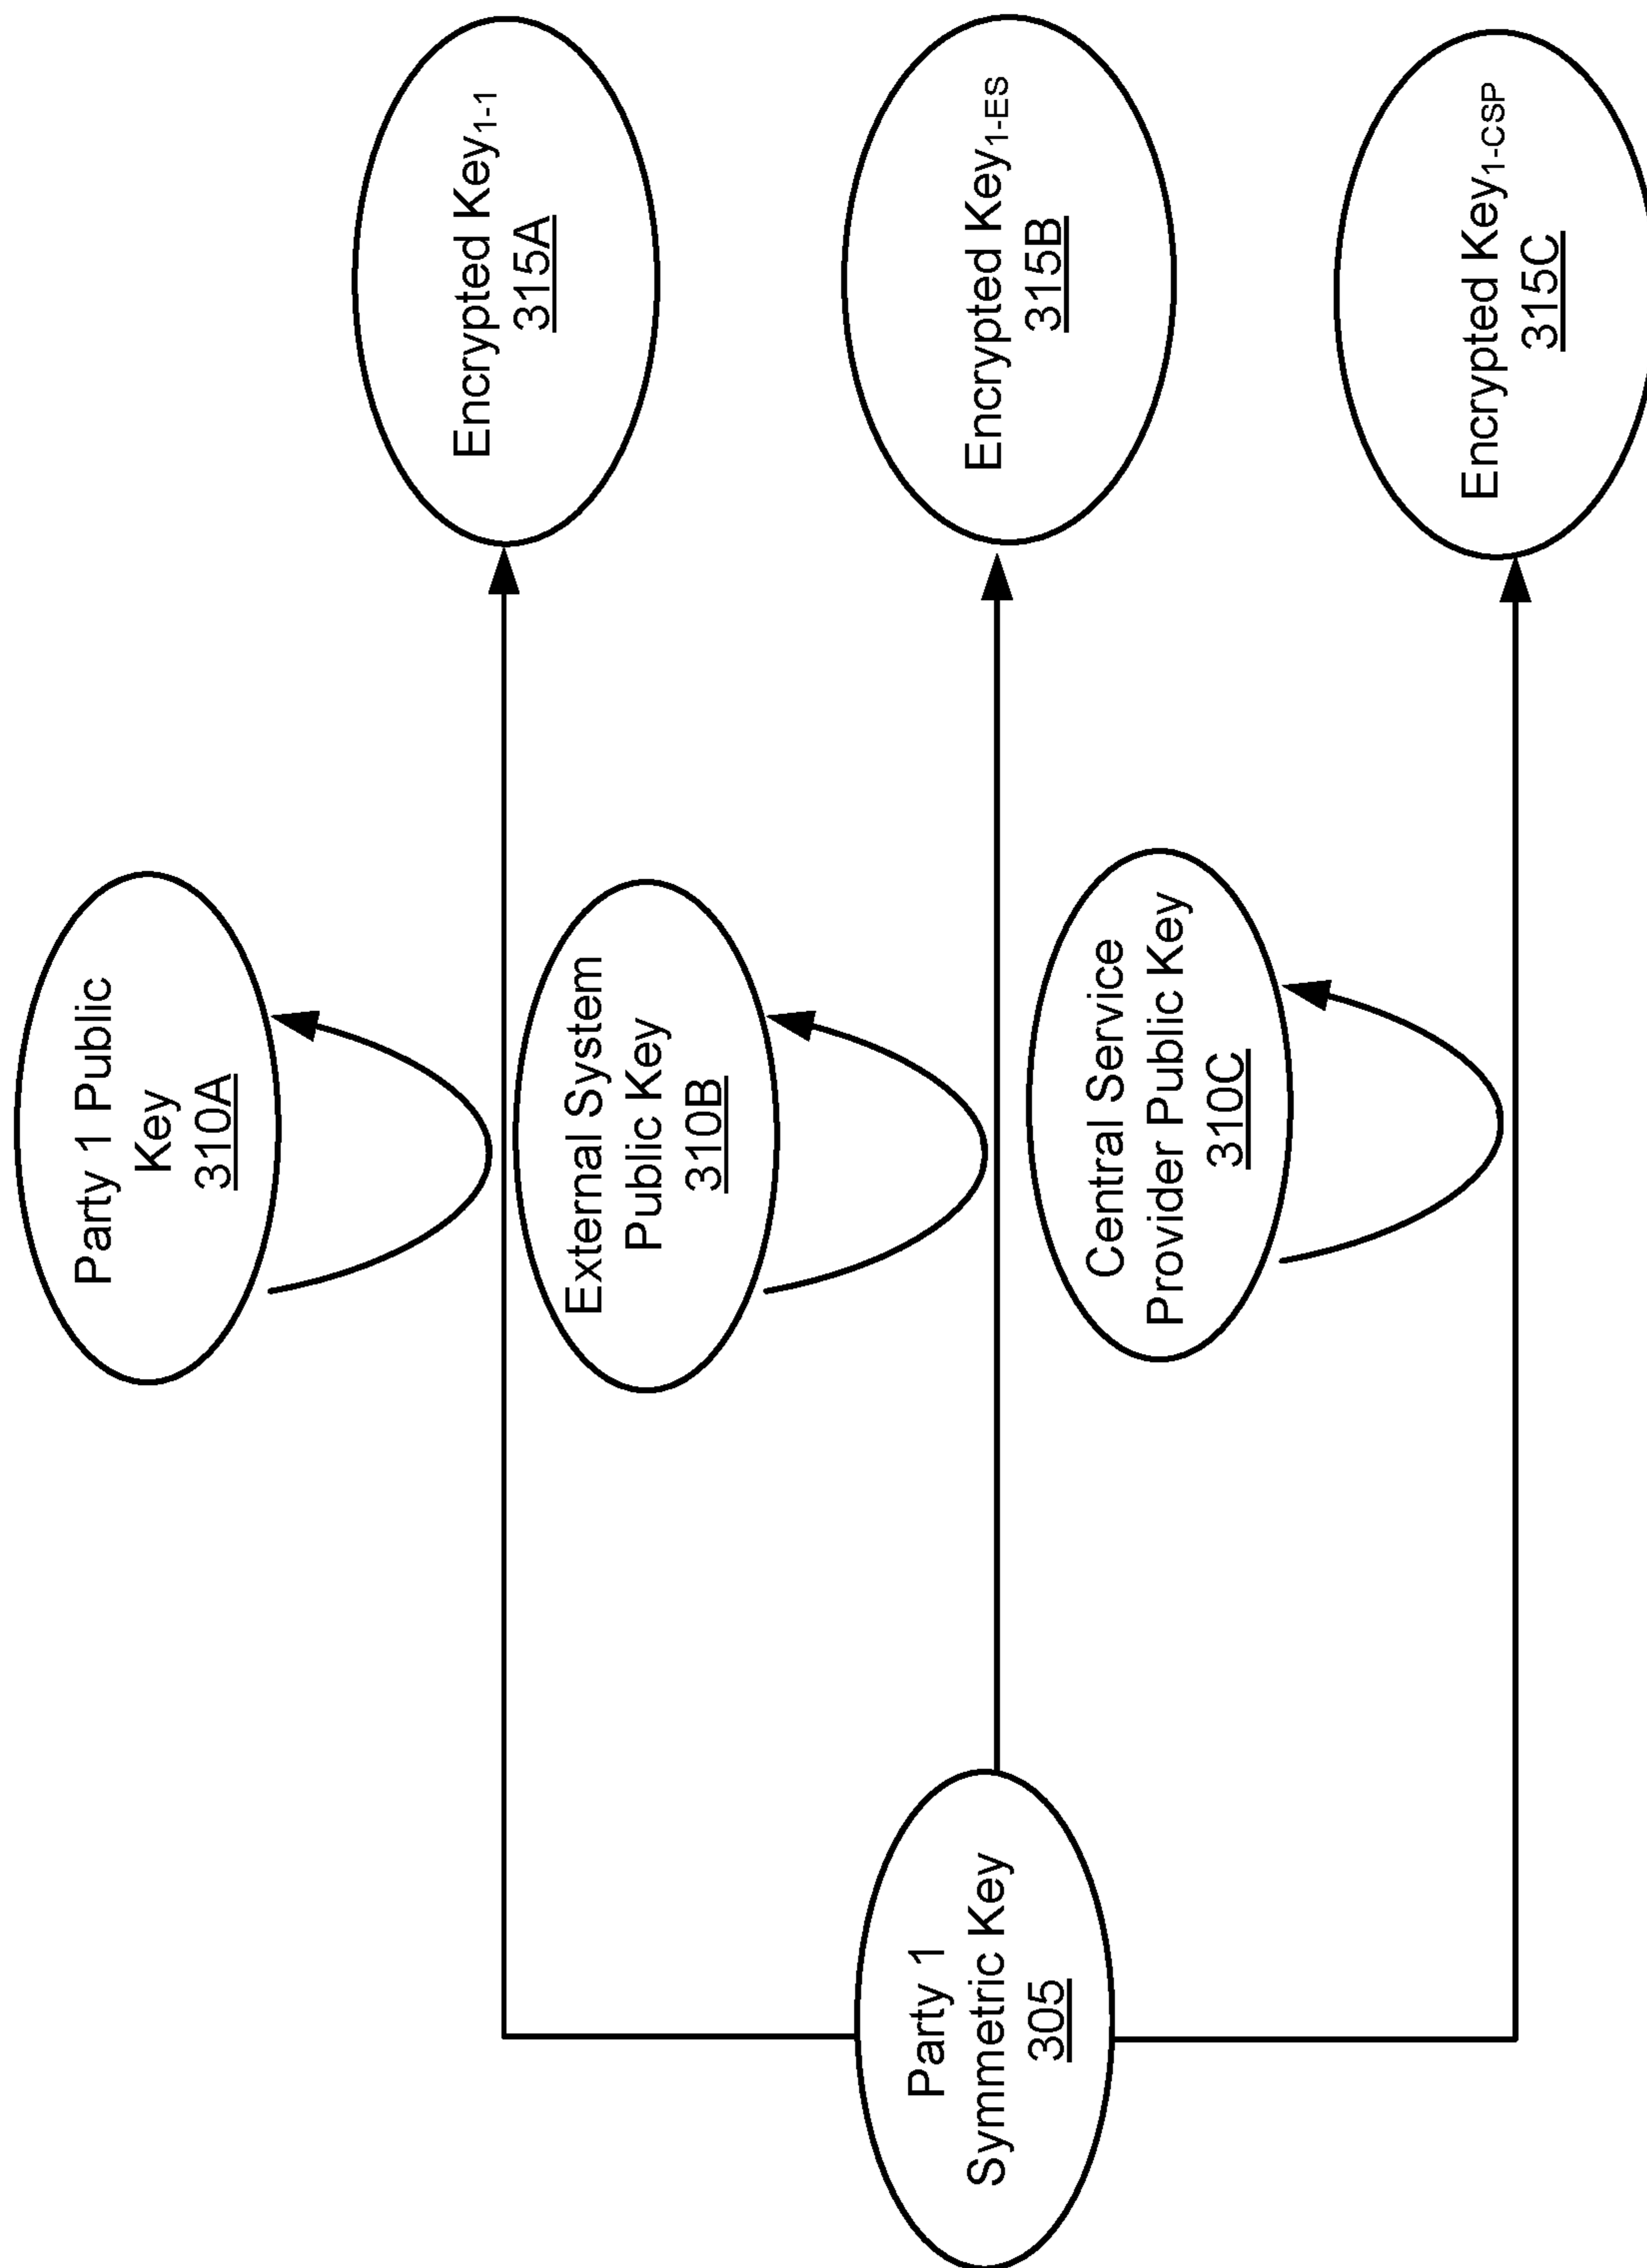 Party 1 Public
Key
310A
Encrypted Key1-1
315A
External System
Public Key
310B
Party 1
Symmetric Key
305
Encrypted Key1-ES
315B
Central Service
Provider Public Key
310C
Encrypted Key1-CSP
315C